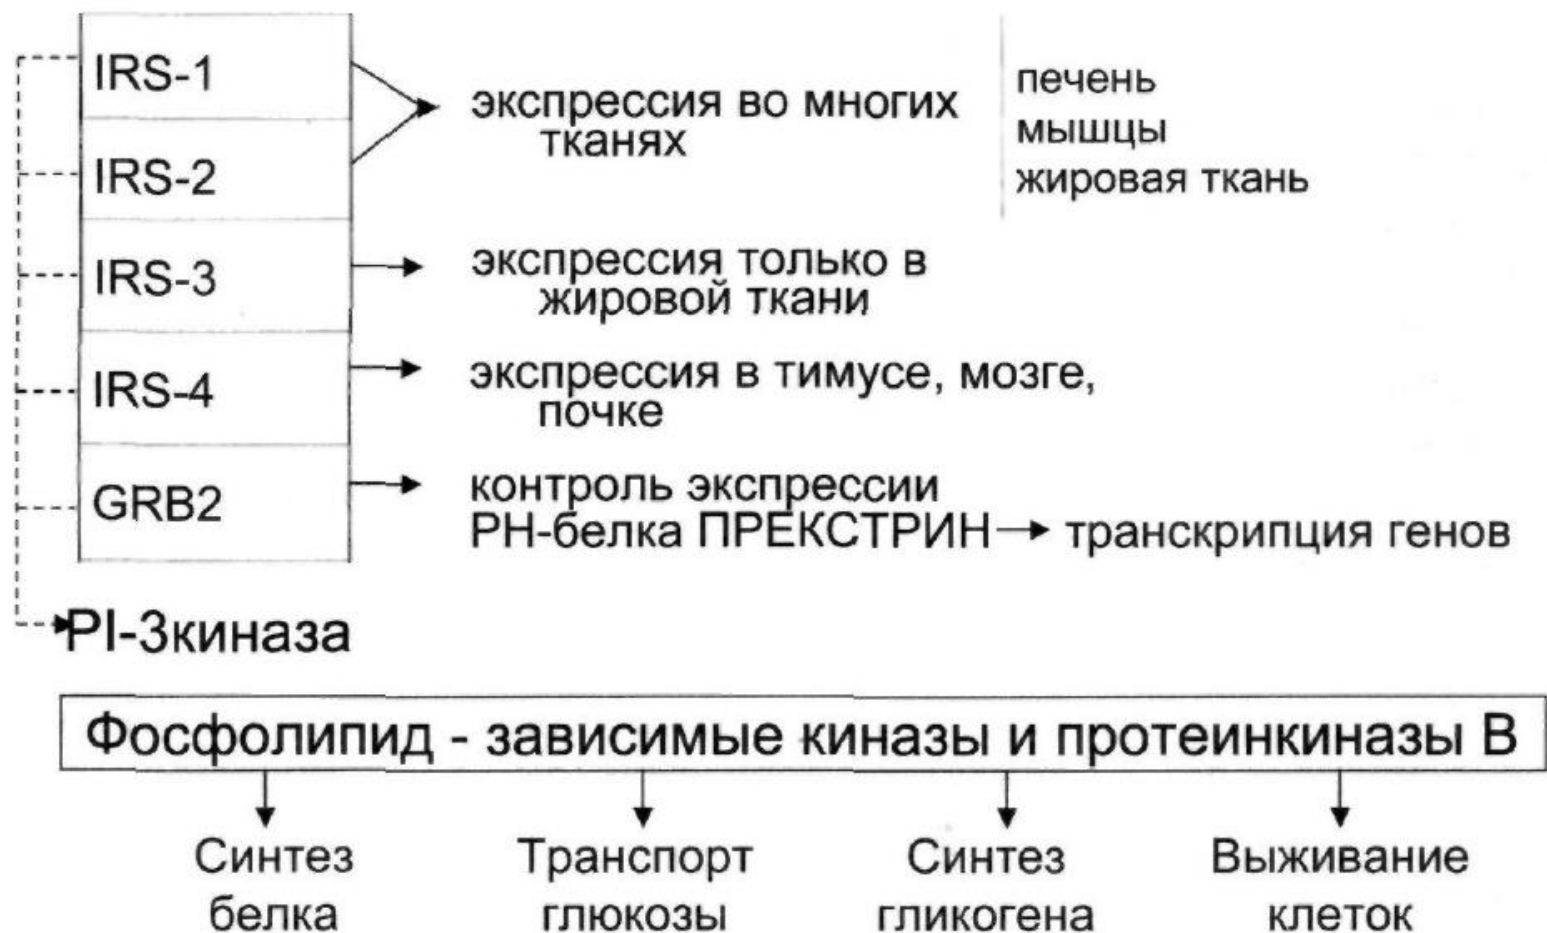 IRS-1
IRS-2
экспрессия во многих
тканях
печень
мышцы
жировая ткань
IRS-3
экспрессия только в
жировой ткани
IRS-4
экспрессия в тимусе, мозге,
почке
GRB2
контроль экспрессии
РН-белка ПРЕКСТРИН
транскрипция генов
PI-3киназа
Фосфолипид - зависимые киназы и протеинкиназы В
Синтез
белка
Транспорт
глюкозы
Синтез
гликогена
Выживание
клеток